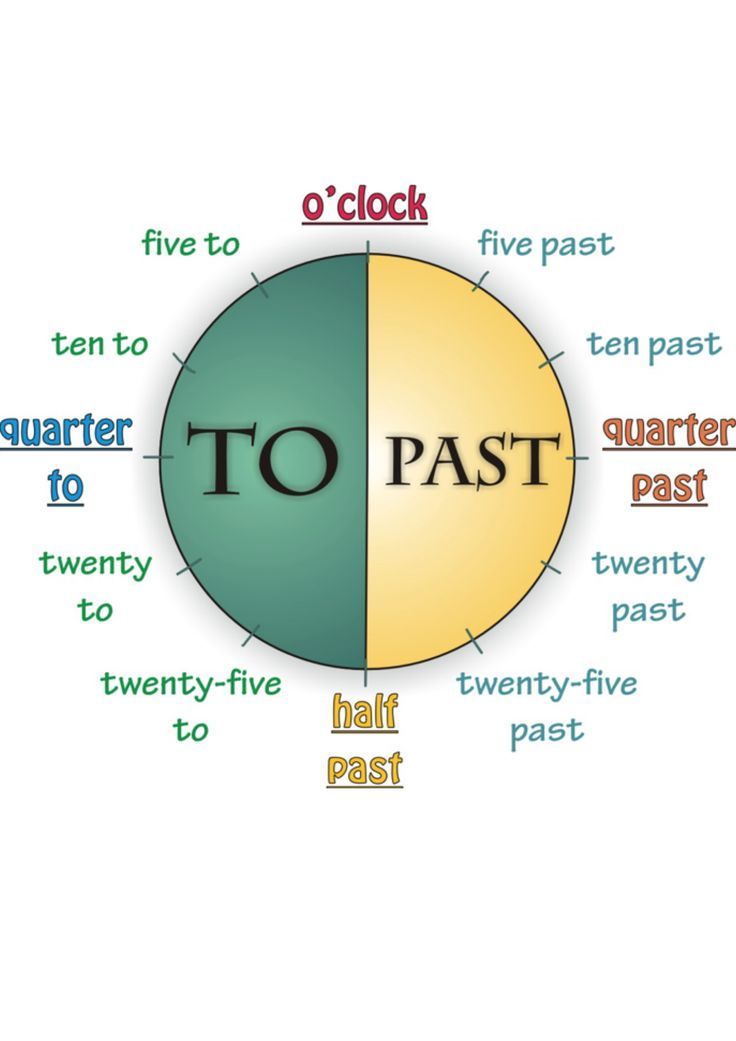 o'clock
five to
five past
ten to
ten past
quarter
to
TO
PAST
quarter
past
twenty
to
twenty
past
twenty-five
to
half
past
twenty-five
past